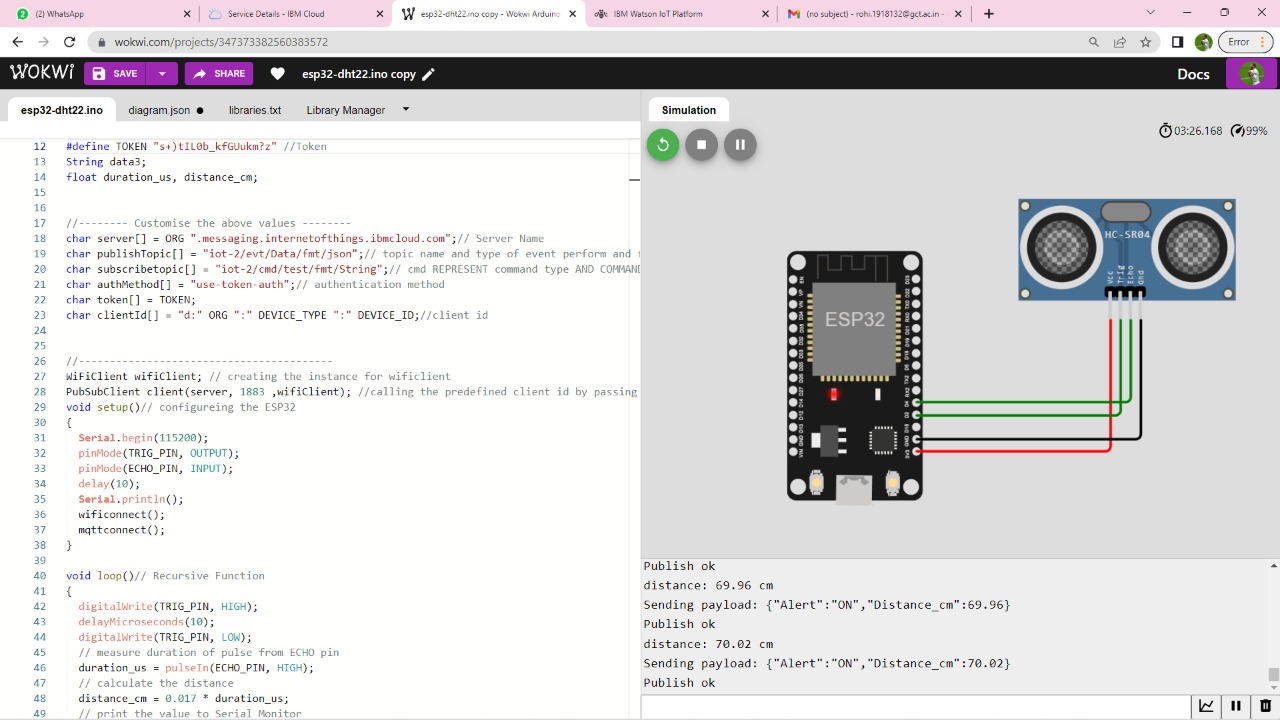 2 (2) WhatsApp
Service Details - IBM Cloud
esp32-dht22.ino copy - Wokwi Arduino
IBM Watson IoT Platform
(no subject) - rohi.1918132@gct.ac.in -
wokwi.com/projects/347373382560383572
Error
WOKWI
SAVE
SHARE
esp32-dht22.ino copy
Docs
esp32-dht22.ino
diagram.json
libraries.txt
Library Manager
Simulation
03:26.168
99%
12 #define TOKEN "s+)tIL0b_kfGUukm?z" //Token
13 String data3;
14 float duration_us, distance_cm;
15
16
17 //-------- Customise the above values --------
18 char server[] = ORG ".messaging.internetofthings.ibmcloud.com";// Server Name
19 char publishTopic[] = "iot-2/evt/Data/fmt/json";// topic name and type of event perform and f
20 char subscribetopic[] = "iot-2/cmd/test/fmt/String";// cmd REPRESENT command type AND COMMAND
21 char authMethod[] = "use-token-auth";// authentication method
22 char token[] = TOKEN;
23 char clientId[] = "d:" ORG ":" DEVICE_TYPE ":" DEVICE_ID;//client id
24
25
26 //----------------------------------------
27 WiFiClient wifiClient; // creating the instance for wificlient
28 PubSubClient client(server, 1883 ,wifiClient); //calling the predefined client id by passing
29 void setup()// configureing the ESP32
30 {
31 Serial.begin(115200);
32 pinMode(TRIG_PIN, OUTPUT);
33 pinMode(ECHO_PIN, INPUT);
34 delay(10);
35 Serial.println();
36 wificonnect();
37 mqttconnect();
38 }
39
40 void loop()// Recursive Function
41 {
42 digitalWrite(TRIG_PIN, HIGH);
43 delayMicroseconds(10);
44 digitalWrite(TRIG_PIN, LOW);
45 // measure duration of pulse from ECHO pin
46 duration_us = pulseIn(ECHO_PIN, HIGH);
47 // calculate the distance
48 distance_cm = 0.017 * duration_us;
49 // print the value to Serial Monitor
HC-SR04
Vcc
Trig
Echo
Gnd
ESP32
Publish ok
distance: 69.96 cm
Sending payload: {"Alert":"ON","Distance_cm":69.96}
Publish ok
distance: 70.02 cm
Sending payload: {"Alert":"ON","Distance_cm":70.02}
Publish ok